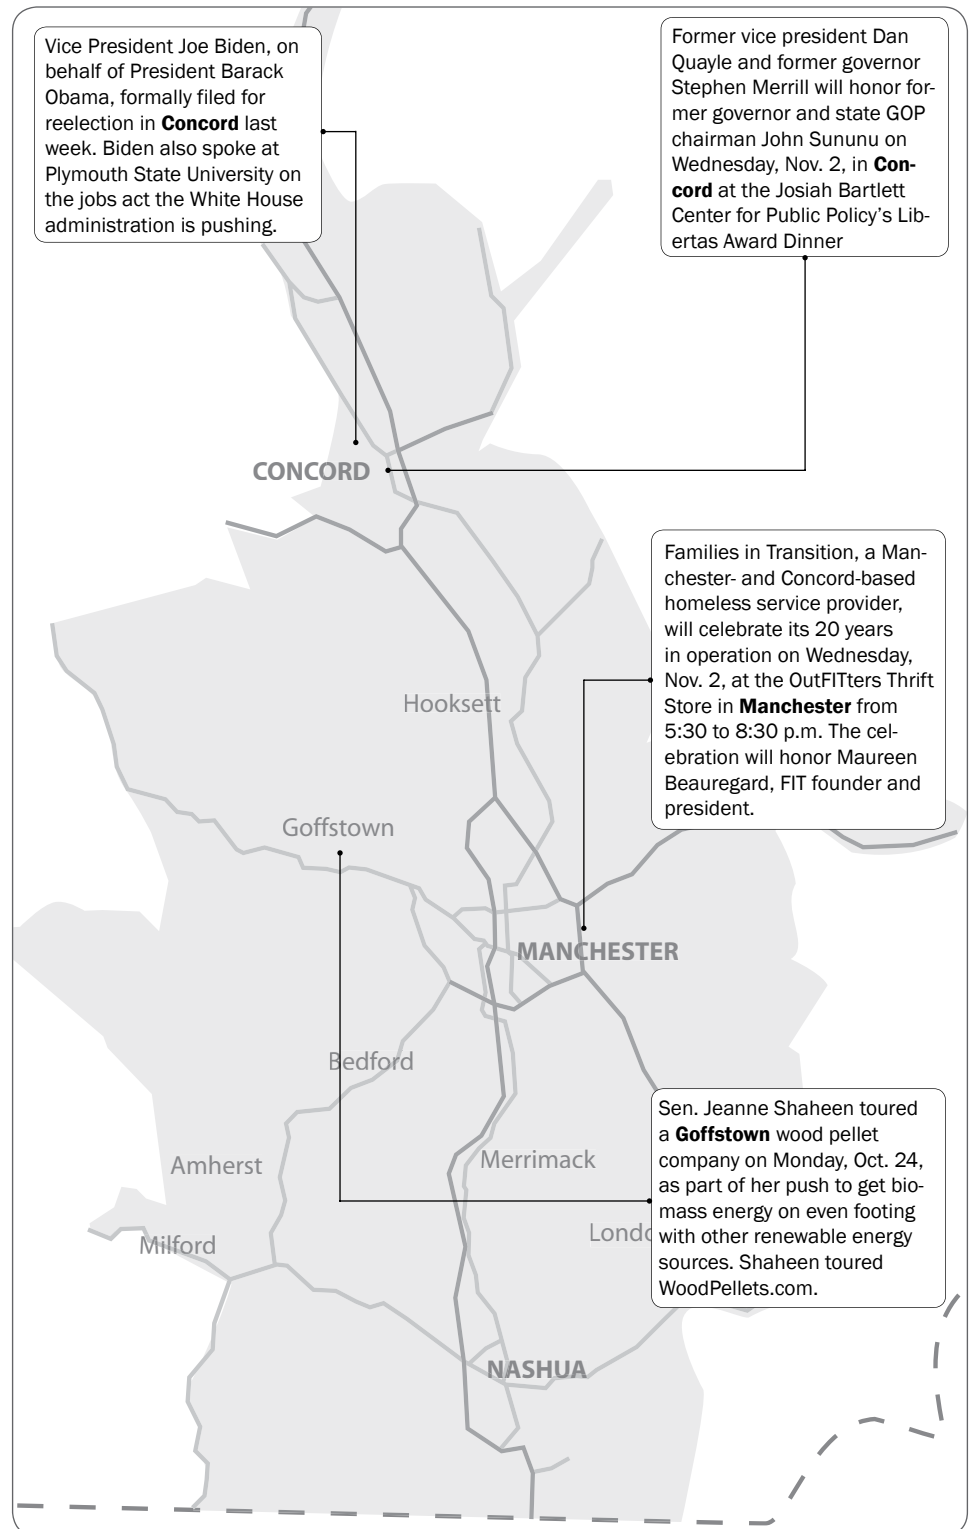 Vice President Joe Biden, on
behalf of President Barack
Obama, formally filed for
reelection in Concord last
week. Biden also spoke at
Plymouth State University on
the jobs act the White House
administration is pushing.
Former vice president Dan
Quayle and former governor
Stephen Merrill will honor for-
mer governor and state GOP
chairman John Sununu on
Wednesday, Nov. 2, in Con-
cord at the Josiah Bartlett
Center for Public Policy's Lib-
ertas Award Dinner
CONCORD
Families in Transition, a Man-
chester- and Concord-based
homeless service provider,
will celebrate its 20 years
in operation on Wednesday,
Nov. 2, at the OutFITters Thrift
Store in Manchester from
5:30 to 8:30 p.m. The cel-
ebration will honor Maureen
Beauregard, FIT founder and
president.
Hooksett
Goffstown
MANCHESTER
Bedford
Sen. Jeanne Shaheen toured
a Goffstown wood pellet
company on Monday, Oct. 24,
as part of her push to get bio-
mass energy on even footing
with other renewable energy
sources. Shaheen toured
WoodPellets.com.
Amherst
Merrimack
Milford
Londo
NASHUA